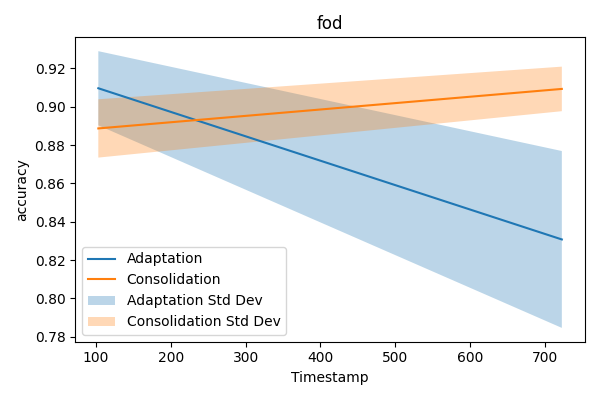 fod
accuracy
0.92
0.90
0.88
0.86
0.84
0.82
0.80
0.78
Adaptation
Consolidation
Adaptation Std Dev
Consolidation Std Dev
100 200 300 400 500 600 700
Timestamp